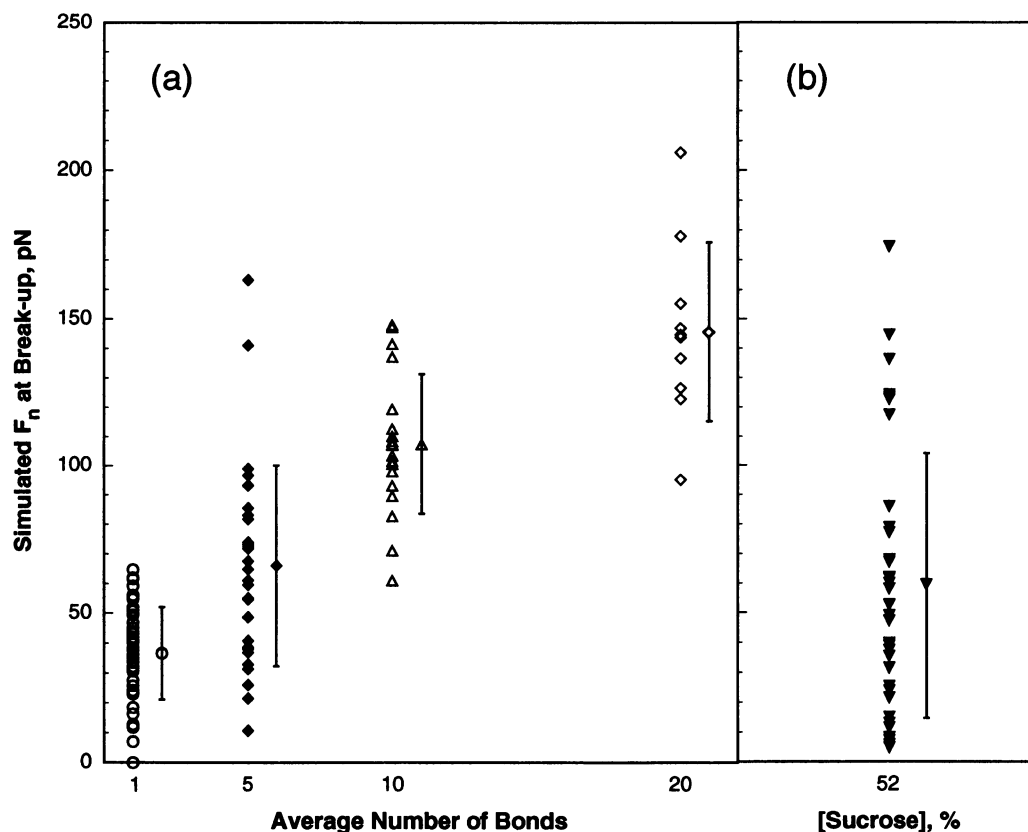 250
200
150
100
50
0
Simulated Fn at Break-up, pN
(a)
(b)
1 5 10 20
52
Average Number of Bonds
[Sucrose], %